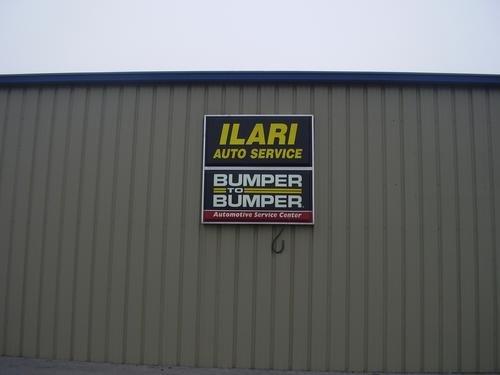 ILARI
AUTO SERVICE
BUMPER
TO
BUMPER
Automotive Service Center